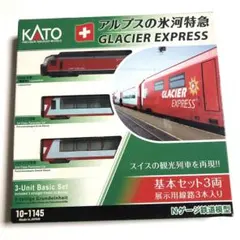 KATO
アルプスの氷河特急
GLACIER EXPRESS
GLACIER
EXPRESS
スイスの観光列車を再現!!
3-Unit Basic Set
基本セット3両
展示用線路3本入り
10-1145
Nゲージ鉄道模型